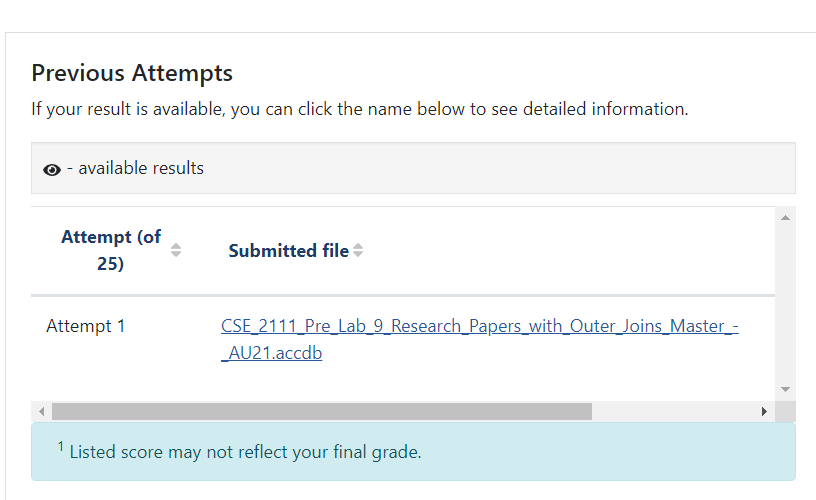 Previous Attempts
If your result is available, you can click the name below to see detailed information.
- available results
Attempt (of
25)
Submitted file
Attempt 1
CSE_2111_Pre_Lab_9_Research_Papers_with_Outer_Joins_Master_-
_AU21.accdb
1 Listed score may not reflect your final grade.